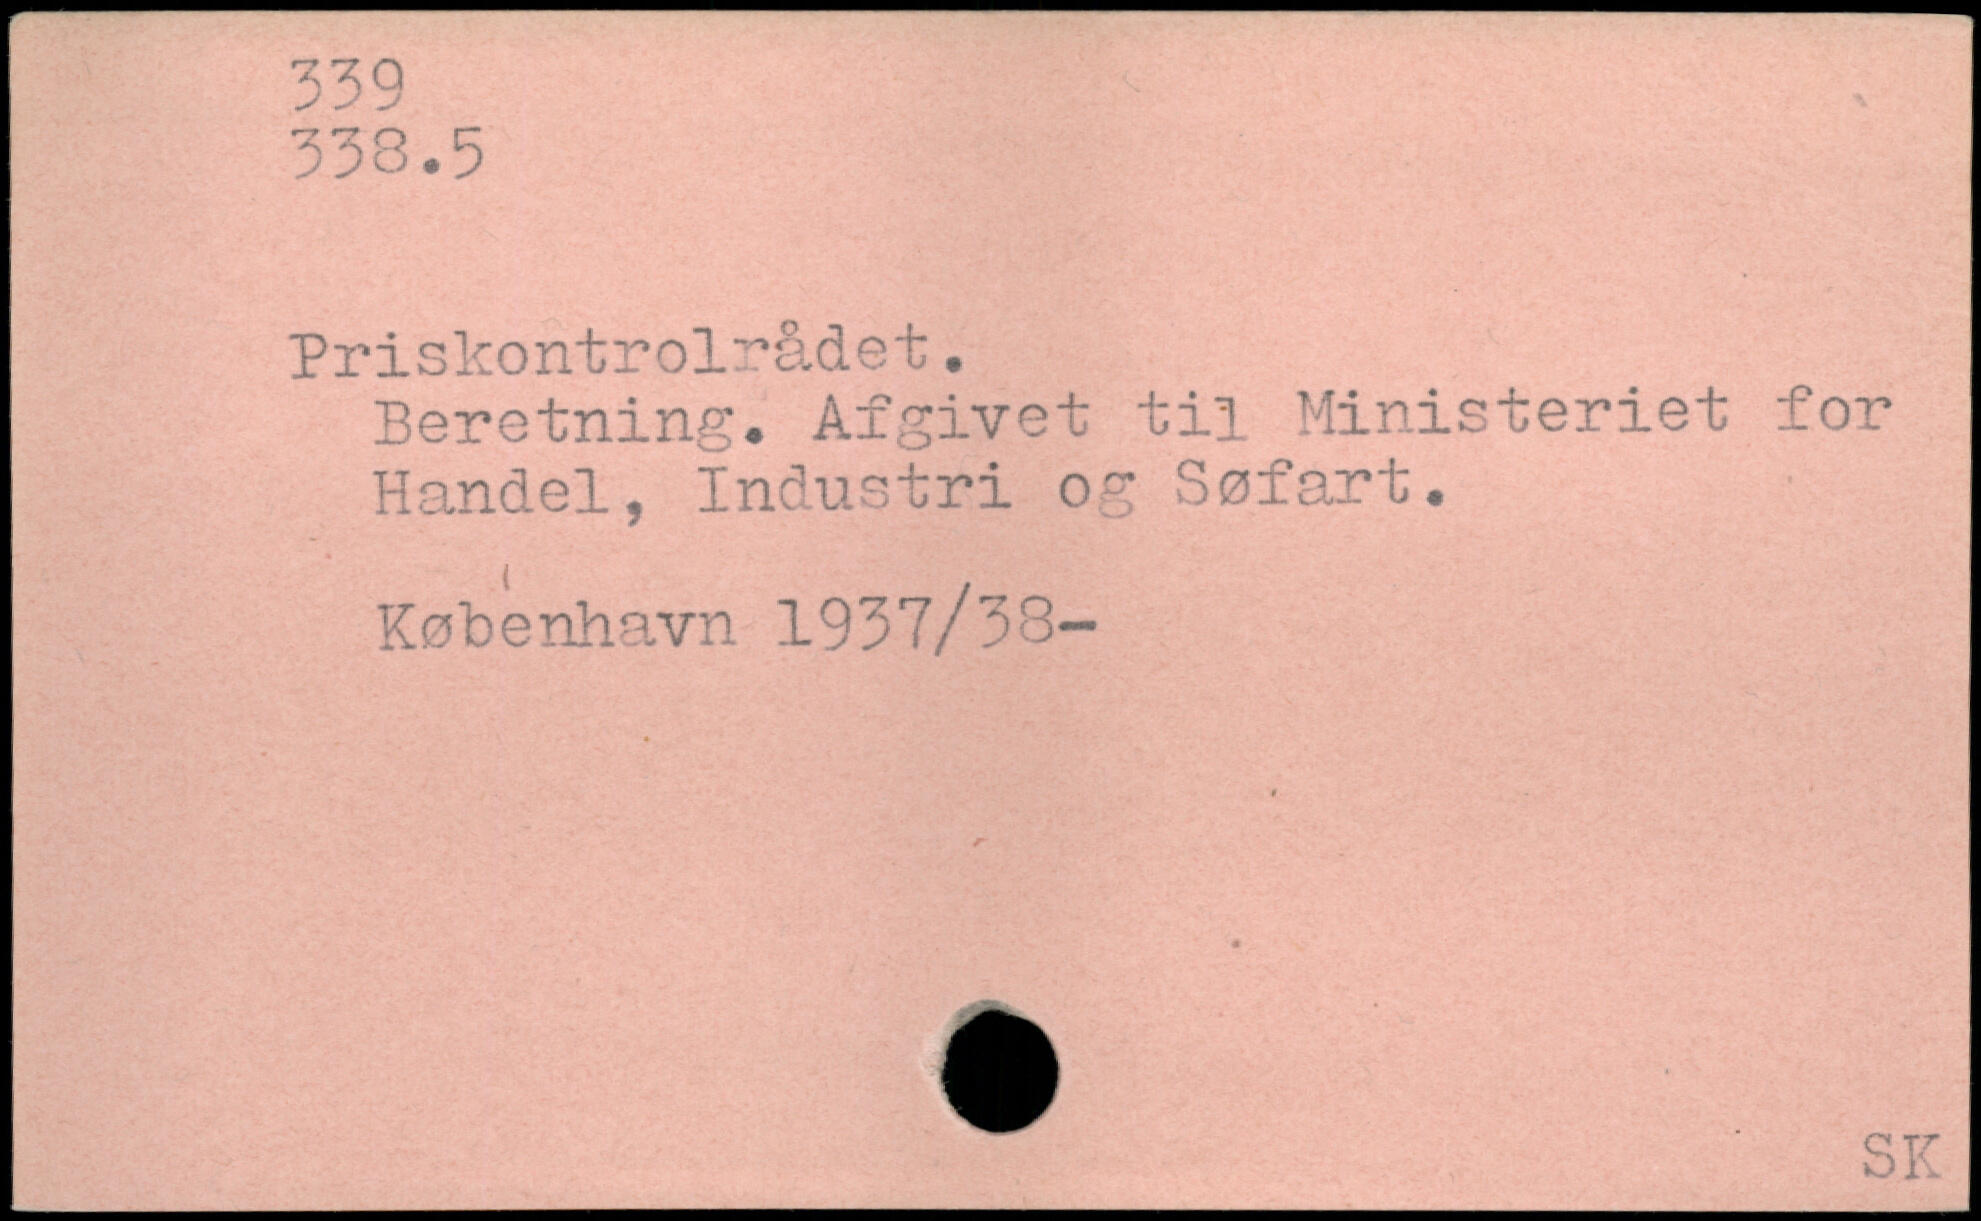 339
338.5
Priskontrolrådet.
Beretning. Afgivet til Ministeriet for
Handel, Industri og Søfart.
København 1937/38-
SK